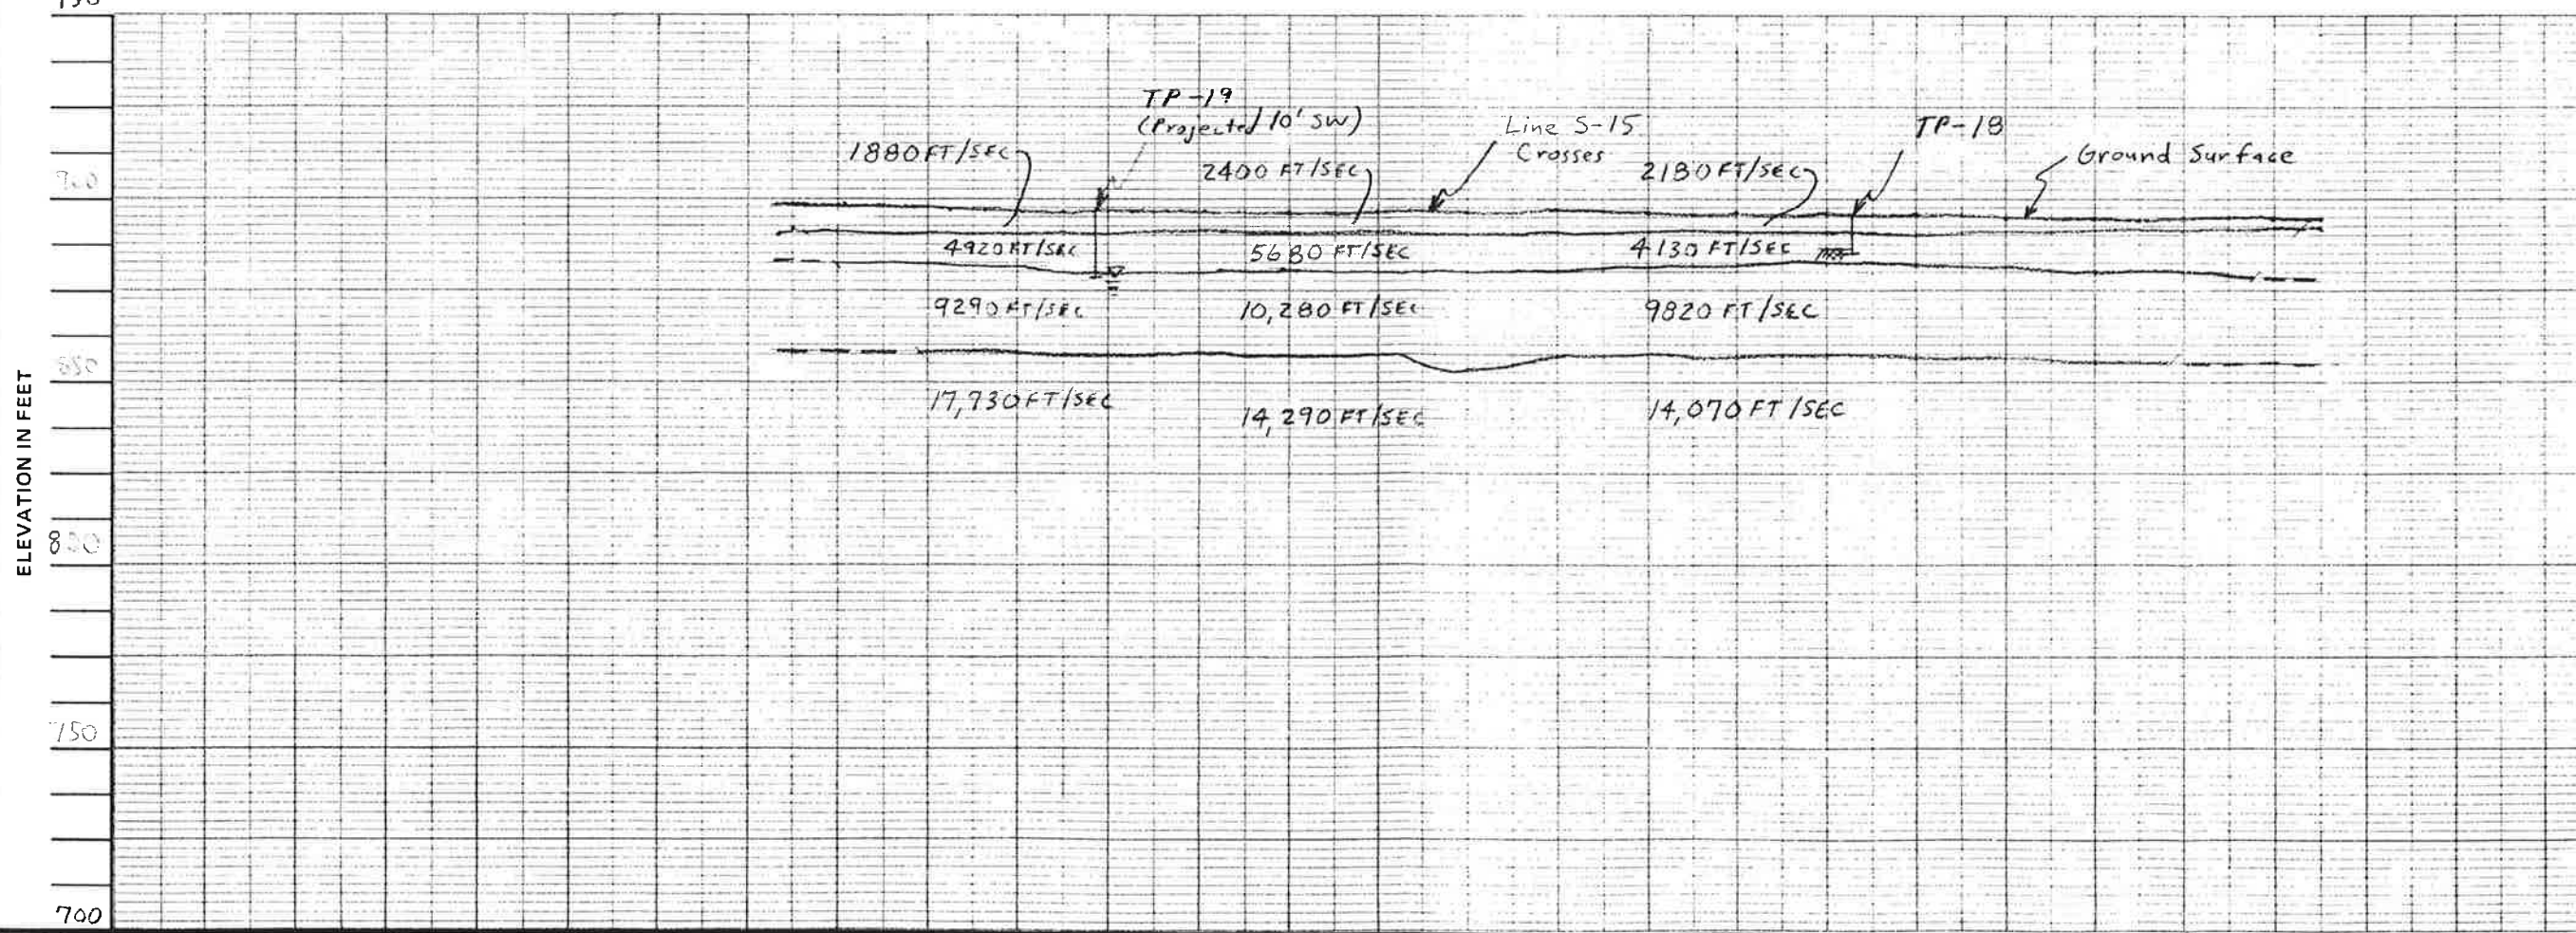 TP-19
(Projected 10' SW)
Line S-15
Crosses
TP-18
Ground Surface
1880 FT/SEC
2400 FT/SEC
2180 FT/SEC
4920 FT/SEC
5680 FT/SEC
4130 FT/SEC
9290 FT/SEC
10,280 FT/SEC
9820 FT/SEC
17,730 FT/SEC
14,290 FT/SEC
14,070 FT/SEC
ELEVATION IN FEET
900
850
800
750
700